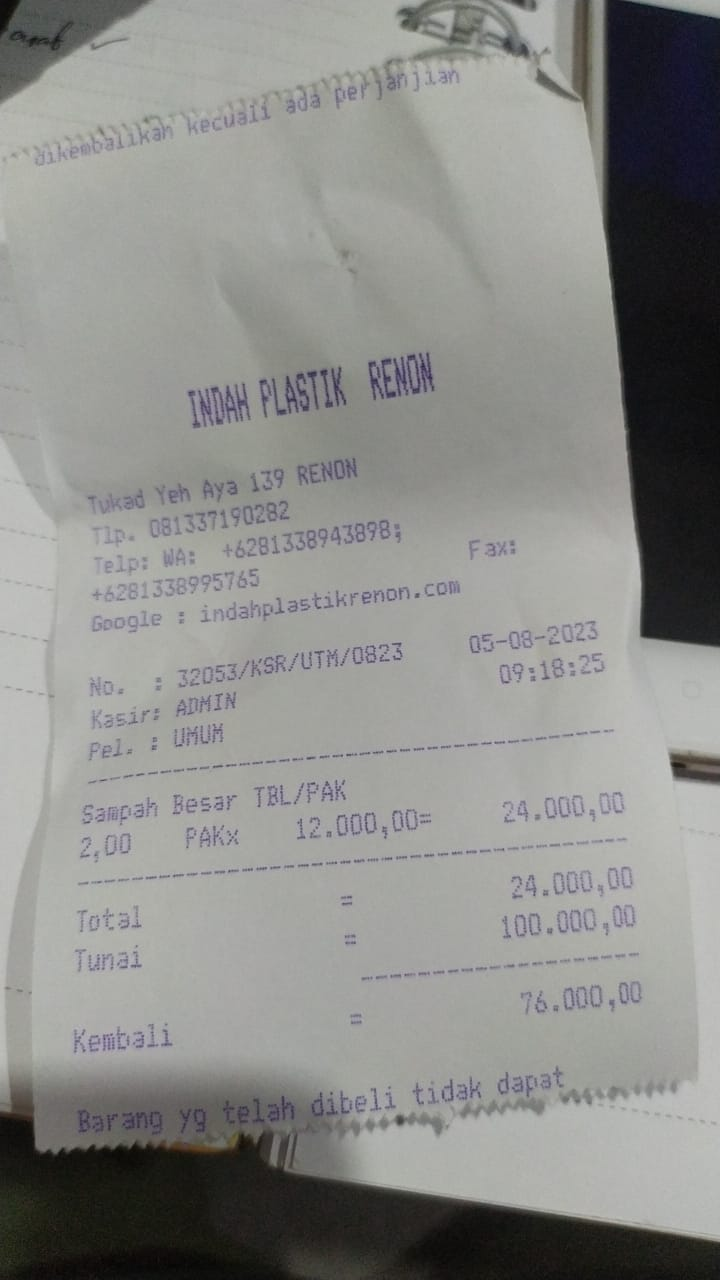 arab
dikembalikan kecuali ada perjanjian
INDAH PLASTIK RENON
Tukad Yeh Aya 139 RENON
Tlp. 081337190282
Telp: WA: +6281338943898; Fax:
+6281338995765
Google : indahplastikrenon.com
No. : 32053/KSR/UTM/0823 05-08-2023
Kasir: ADMIN 09:18:25
Pel. : UMUM
Sampah Besar TBL/PAK
2,00 PAKx 12.000,00= 24.000,00
Total = 24.000,00
Tunai = 100.000,00
Kembali = 76.000,00
Barang yg telah dibeli tidak dapat